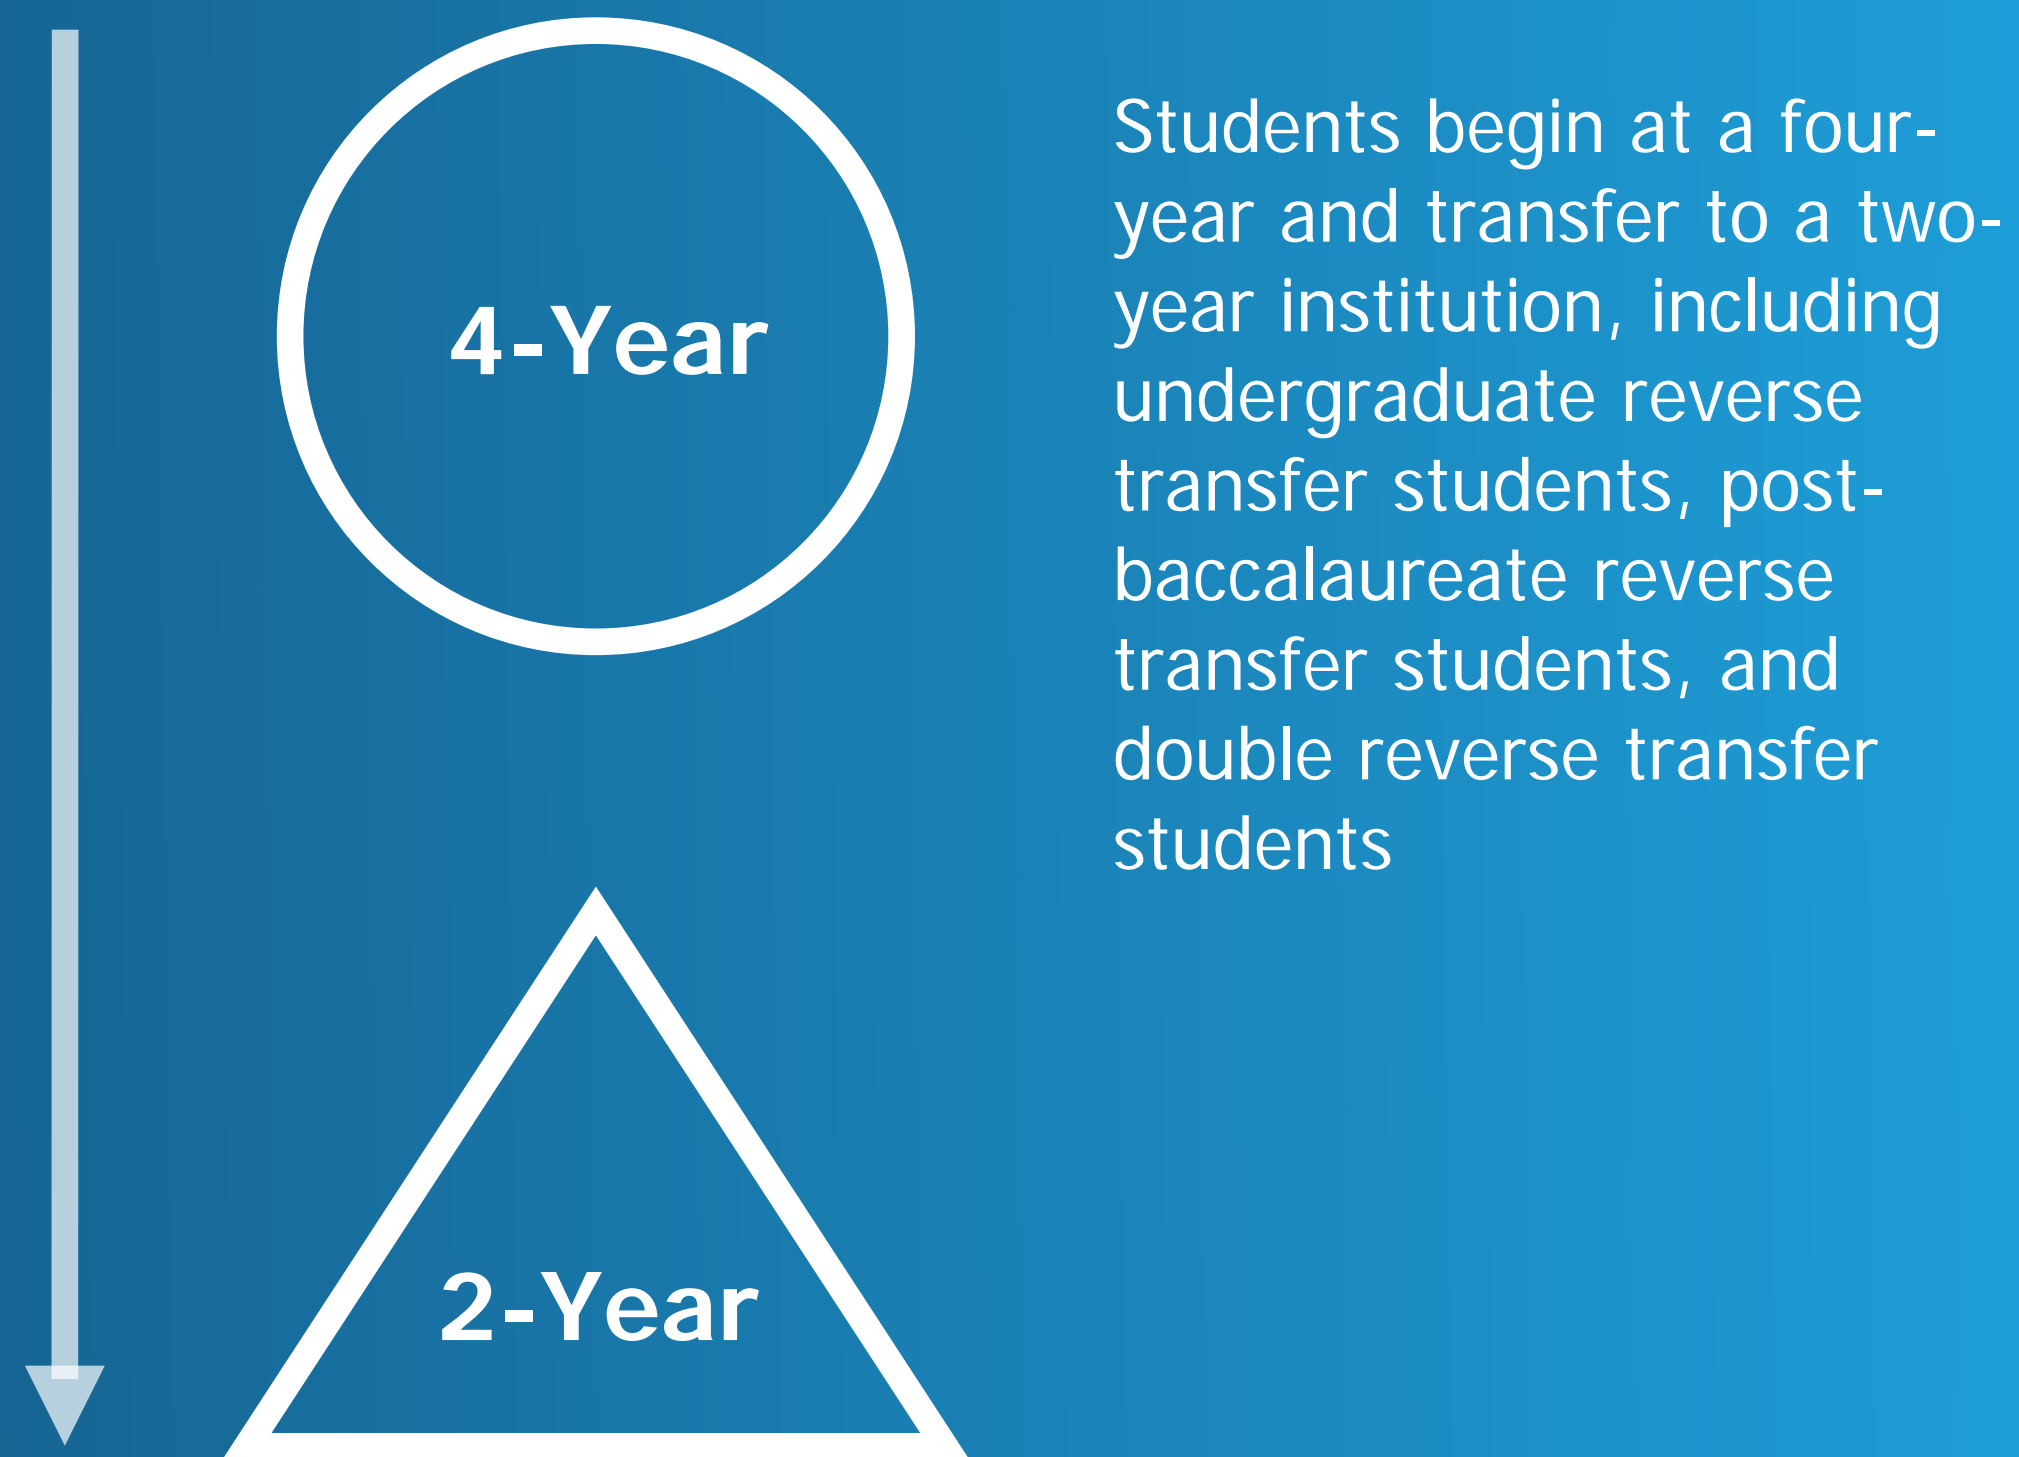 4-Year
Students begin at a four-
year and transfer to a two-
year institution, including
undergraduate reverse
transfer students, post-
baccalaureate reverse
transfer students, and
double reverse transfer
students
2-Year